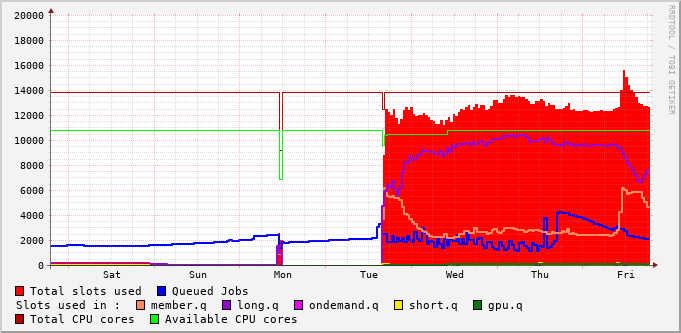 RRDTOOL / TOBI OETIKER
20000
18000
16000
14000
12000
10000
8000
6000
4000
2000
0
Sat Sun Mon Tue Wed Thu Fri
Total slots used Queued Jobs
Slots used in : member.q long.q ondemand.q short.q gpu.q
Total CPU cores Available CPU cores